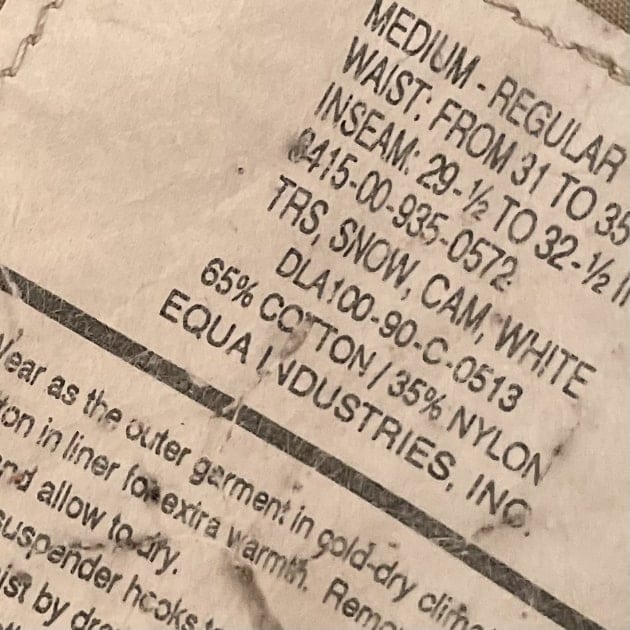 MEDIUM - REGULAR
WAIST: FROM 31 TO 35
INSEAM: 29-½ TO 32-½
8415-00-935-0572
TRS, SNOW, CAM, WHITE
DLA100-90-C-0513
65% COTTON / 35% NYLON
EQUA INDUSTRIES, INC.
Wear as the outer garment in cold-dry
in liner for extra warmth.
allow to dry.
suspender hooks
by